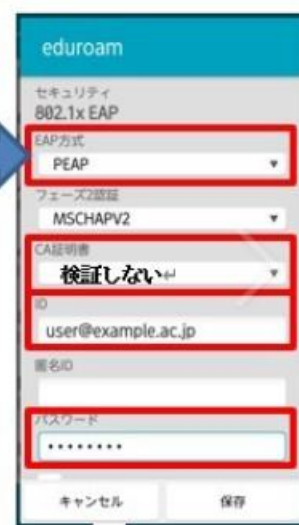 eduroam
セキュリティ
802.1x EAP
EAP方式
PEAP
フェーズ2認証
MSCHAPV2
CA証明書
検証しない↵
ID
user@example.ac.jp
匿名ID
パスワード
••••••••
キャンセル
保存